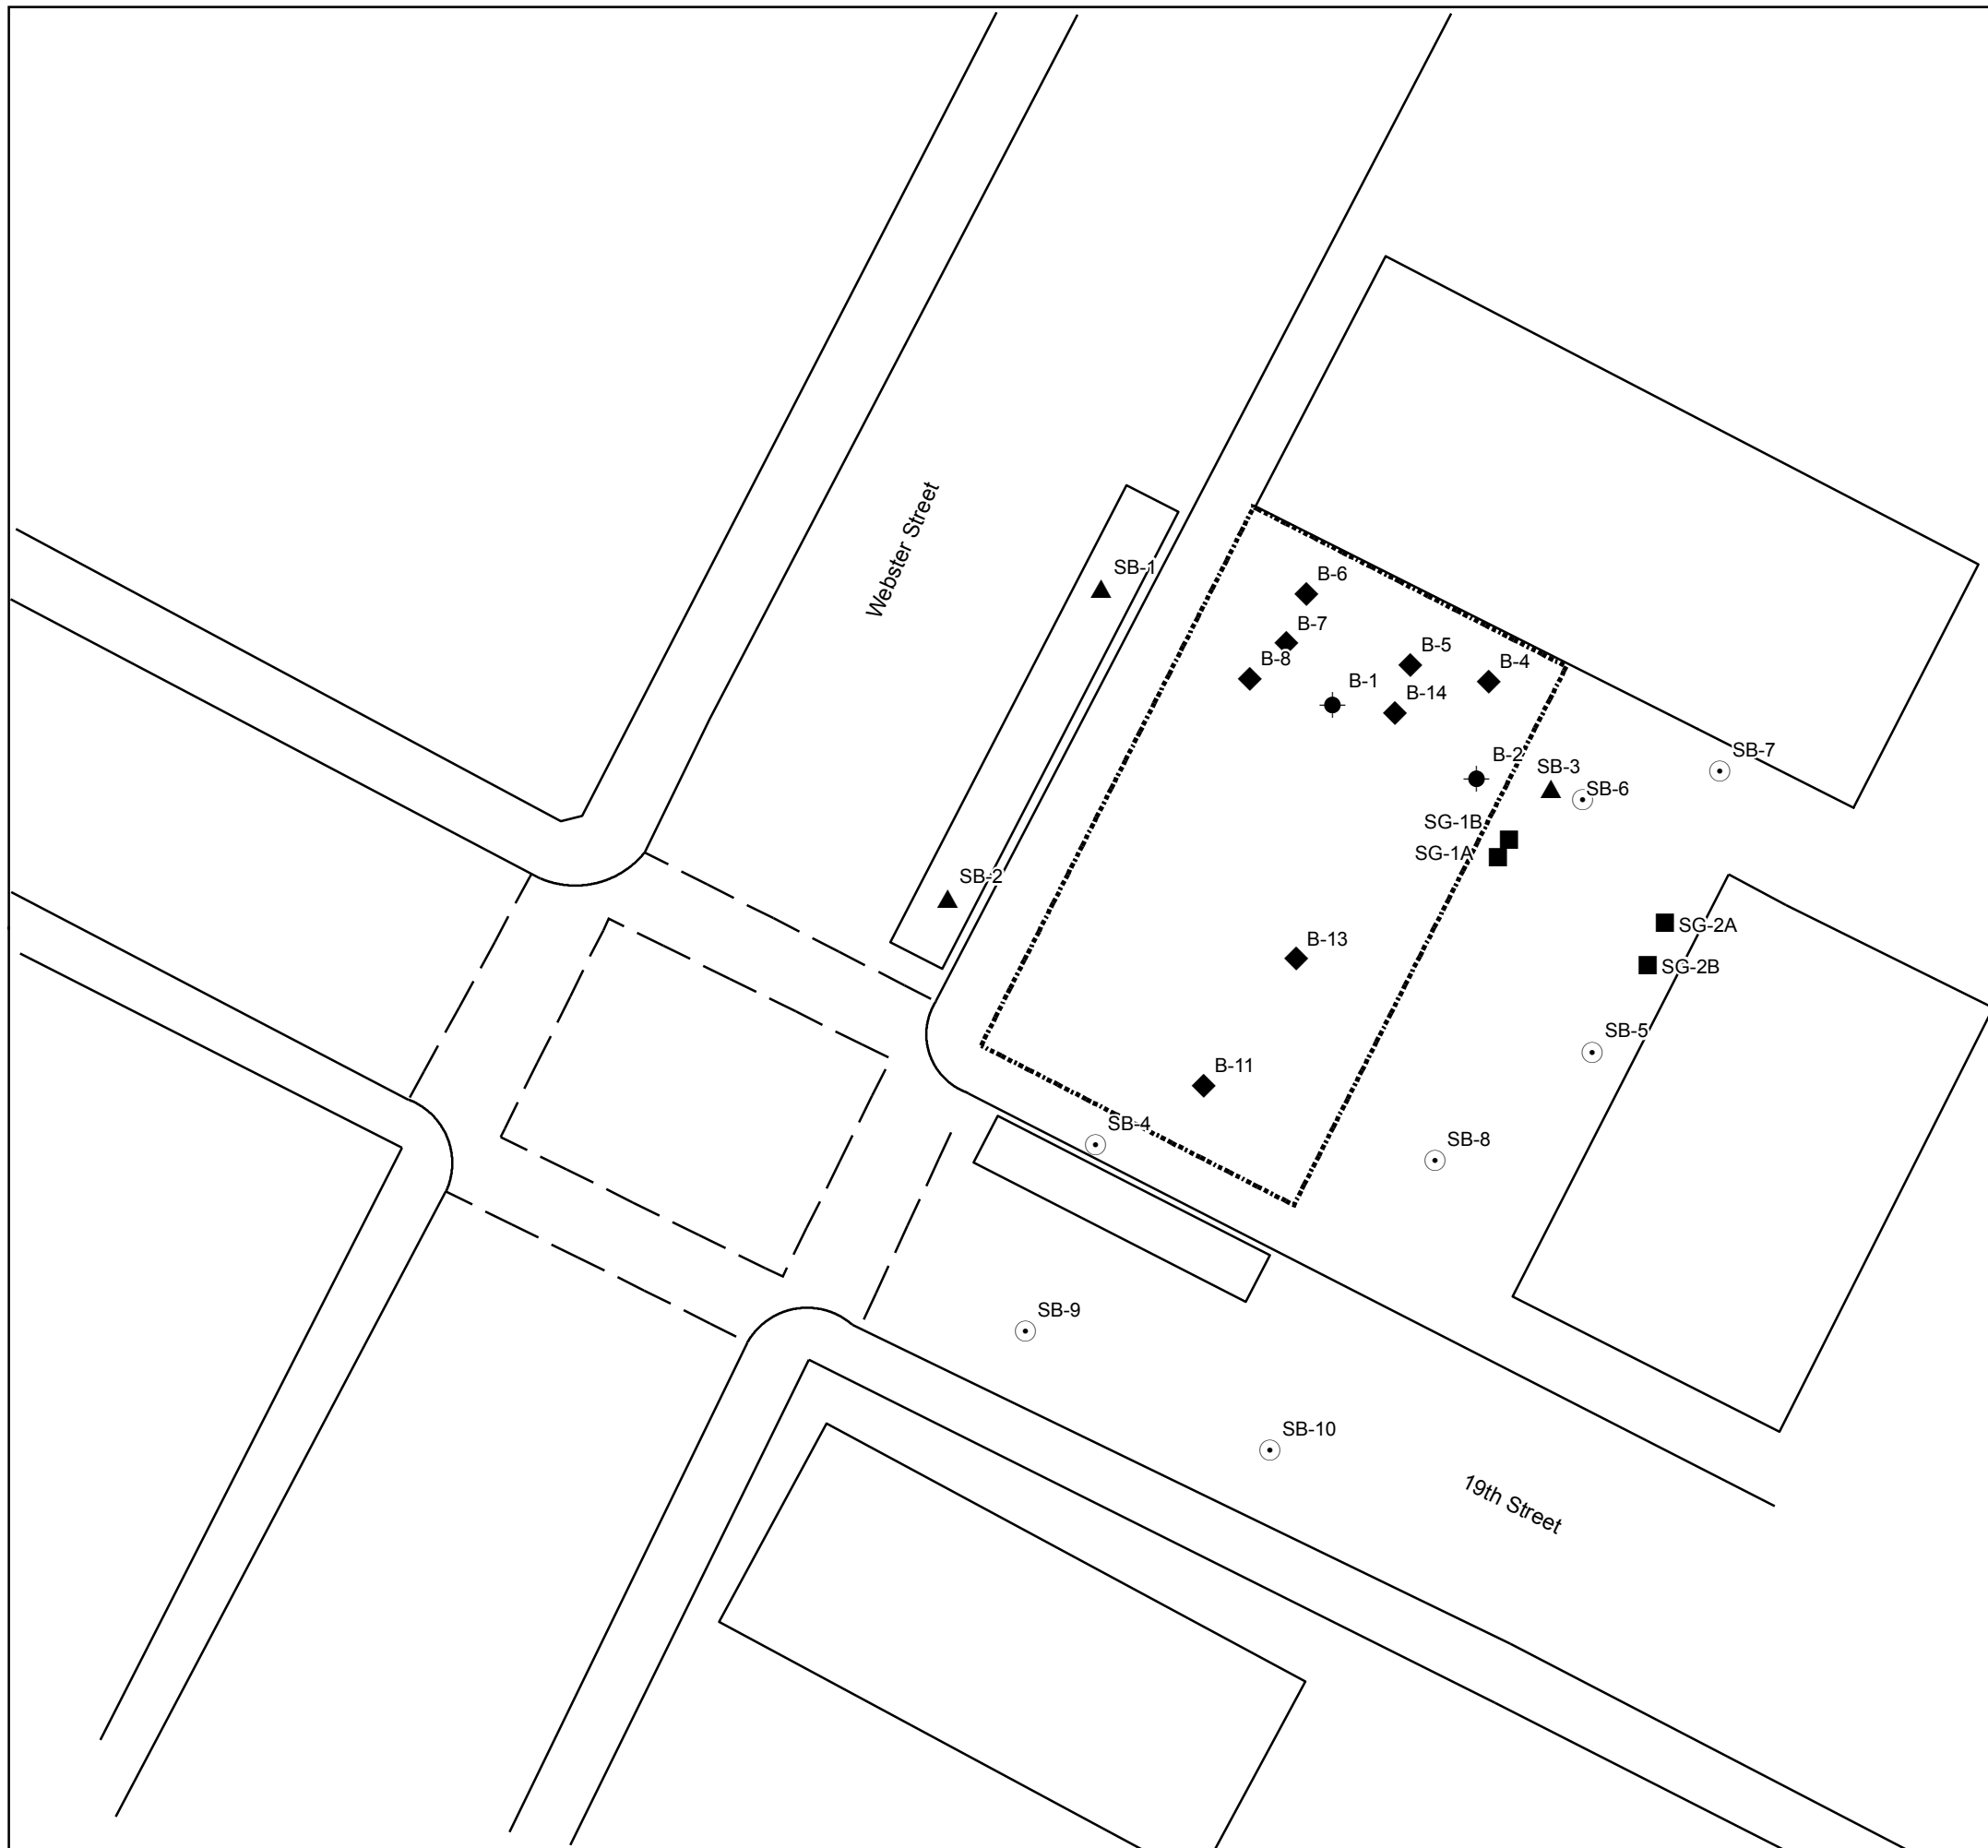 Webster Street
SB-1
B-6
B-7
B-8
B-5
B-4
B-1
B-14
B-2
SB-3
SB-7
SB-6
SG-1B
SG-1A
SB-2
SG-2A
B-13
SG-2B
SB-5
B-11
SB-4
SB-8
SB-9
SB-10
19th Street